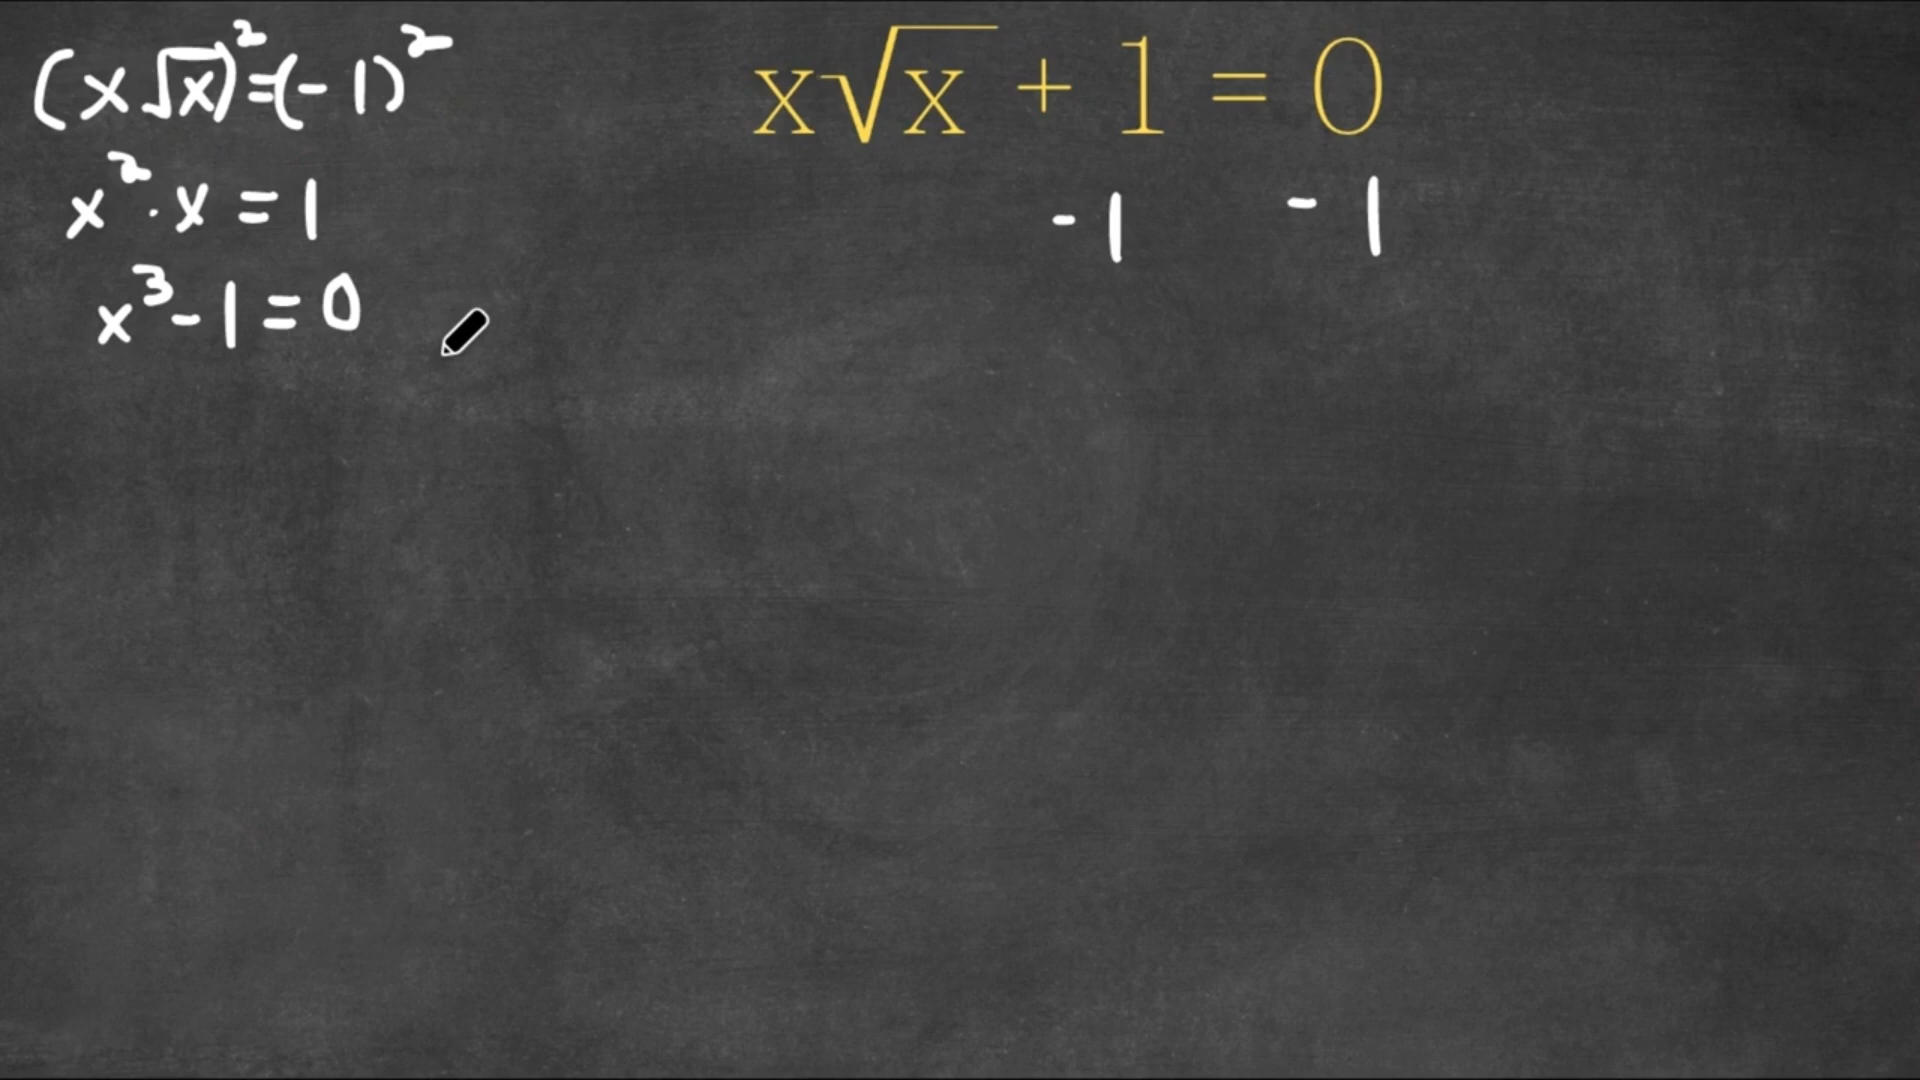 x√x + 1 = 0
- 1 - 1
(x√x)²=(-1)²
x²·x = 1
x³-1=0